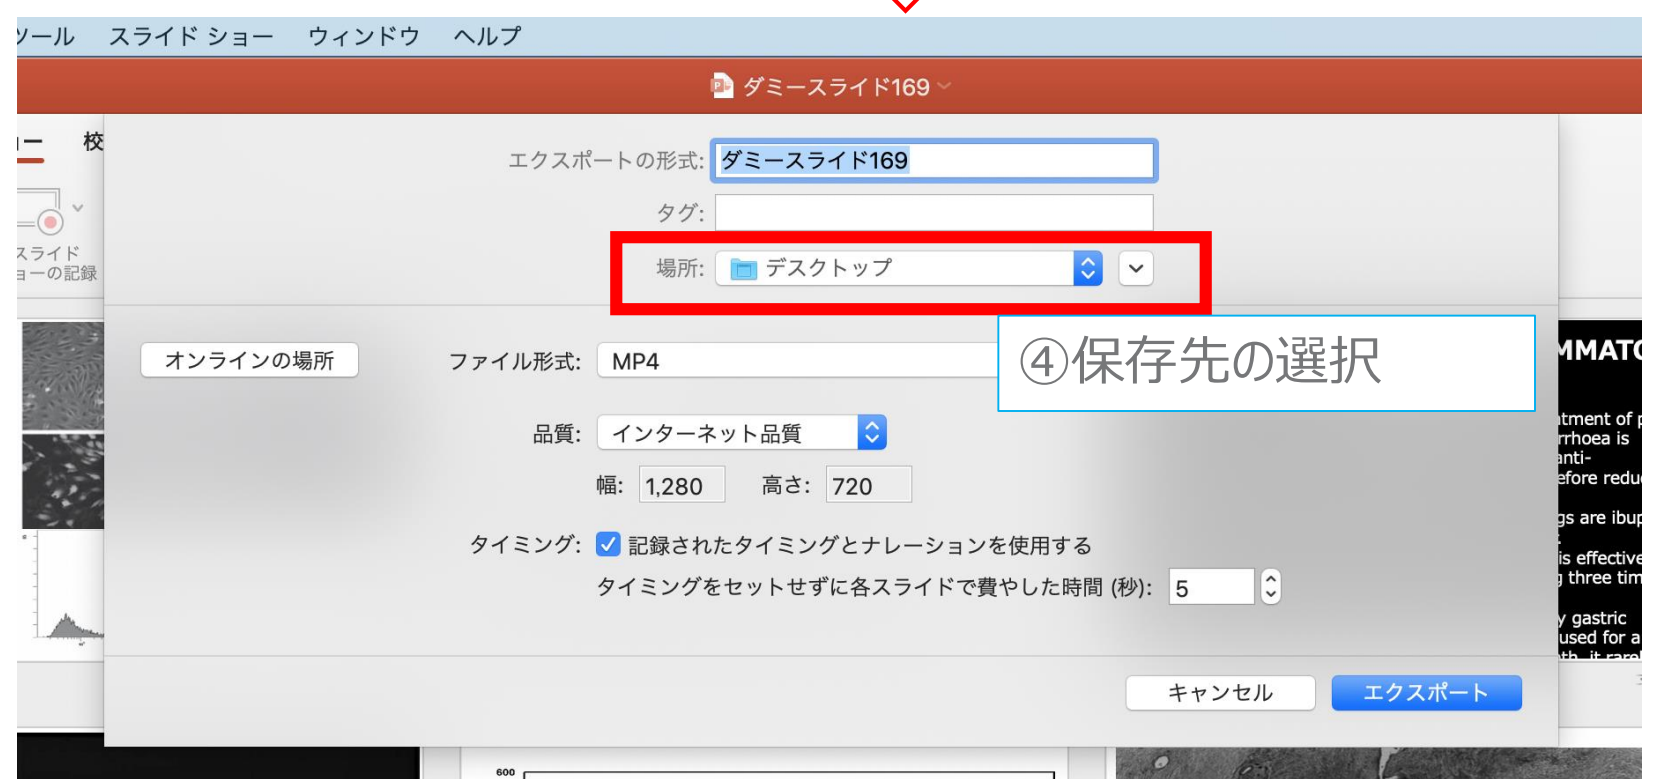 ツール スライド ショー ウィンドウ ヘルプ
ダミースライド169
校
エクスポートの形式: ダミースライド169
タグ:
場所: デスクトップ
スライド
ョーの記録
④保存先の選択
オンラインの場所 ファイル形式: MP4
品質: インターネット品質
幅: 1,280 高さ: 720
タイミング: 記録されたタイミングとナレーションを使用する
タイミングをセットせずに各スライドで費やした時間 (秒): 5
キャンセル エクスポート
MMATO
tment of p
rrhoea is
anti-
efore redu
gs are ibup
is effective
three tim
y gastric
used for a
th, it rarel
600